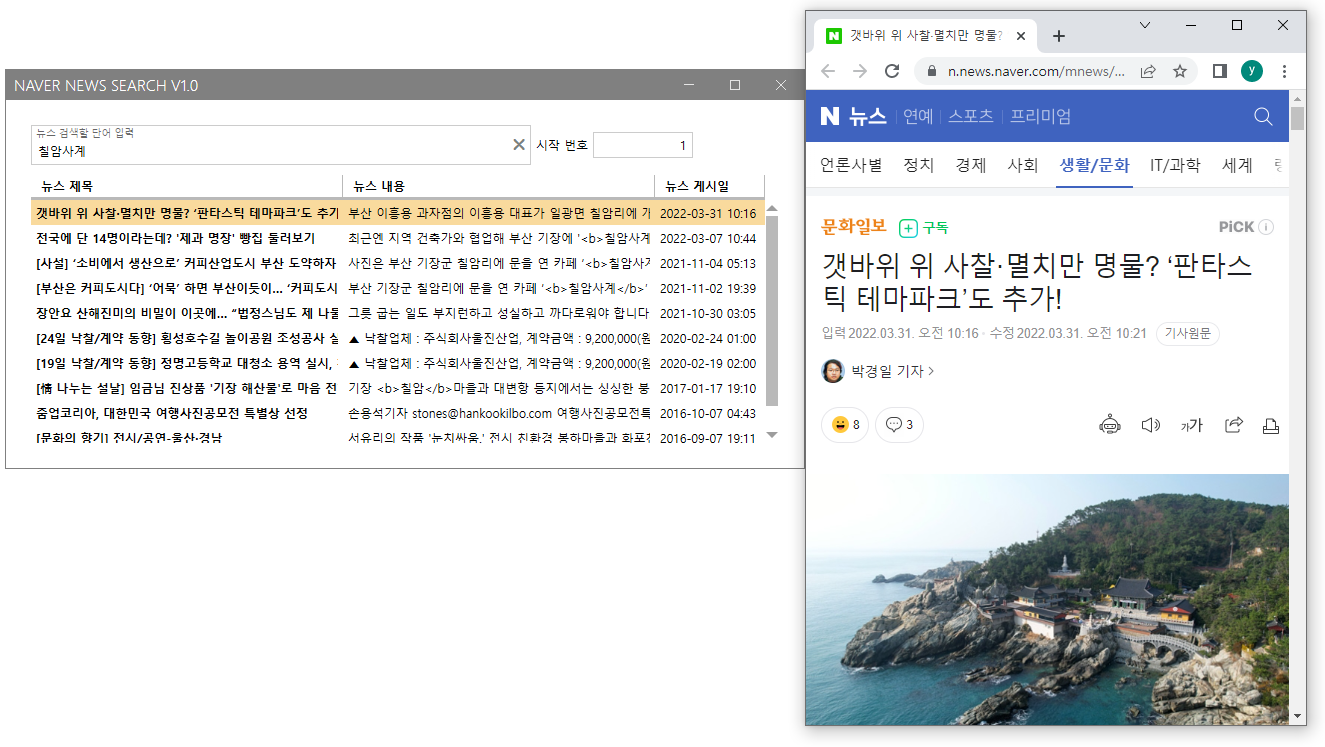 NAVER NEWS SEARCH V1.0
뉴스 검색할 단어 입력
칠암사계
시작 번호 1
뉴스 제목 뉴스 내용 뉴스 게시일
갯바위 위 사찰·멸치만 명물? ‘판타스틱 테마파크’도 추가 부산 이흥용 과자점의 이흥용 대표가 일광면 칠암리에 2022-03-31 10:16
전국에 단 14명이라는데? '제과 명장' 빵집 둘러보기 최근엔 지역 건축가와 협업해 부산 기장에 '<b>칠암사계 2022-03-07 10:44
[사설] ‘소비에서 생산으로’ 커피산업도시 부산 도약하자 사진은 부산 기장군 칠암리에 문을 연 카페 ‘<b>칠암사 2021-11-04 05:13
[부산은 커피도시다] ‘어묵’ 하면 부산이듯이… ‘커피도시 부산 기장군 칠암리에 문을 연 카페 ‘<b>칠암사계</b>’ 2021-11-02 19:39
장안요 산해진미의 비밀이 이곳에… “법정스님도 제 나물 그릇 굽는 일도 부지런하고 성실하고 까다로워야 합니다 2021-10-30 03:05
[24일 낙찰/계약 동향] 횡성호수길 놀이공원 조성공사 실 ▲ 낙찰업체 : 주식회사울진산업, 계약금액 : 9,200,000(원 2020-02-24 01:00
[19일 낙찰/계약 동향] 정명고등학교 대청소 용역 실시, ▲ 낙찰업체 : 주식회사울진산업, 계약금액 : 9,200,000(원 2020-02-19 02:00
[情 나누는 설날] 임금님 진상품 '기장 해산물'로 마음 전 기장 <b>칠암</b>마을과 대변항 등지에서는 싱싱한 붕 2017-01-17 19:10
줌업코리아, 대한민국 여행사진공모전 특별상 선정 손용석기자 stones@hankookilbo.com 여행사진공모전특 2016-10-07 04:43
[문화의 향기] 전시/공연-울산·경남 서유리의 작품 '눈치싸움.' 전시 친환경 봉하마을과 화포천 2016-09-07 19:11
갯바위 위 사찰·멸치만 명물?
n.news.naver.com/mnews/...
y
N 뉴스 연예 스포츠 프리미엄
언론사별 정치 경제 사회 생활/문화 IT/과학 세계
문화일보 구독 PiCK
갯바위 위 사찰·멸치만 명물? ‘판타스
틱 테마파크’도 추가!
입력 2022.03.31. 오전 10:16 · 수정 2022.03.31. 오전 10:21 기사원문
박경일 기자
8 3 가가